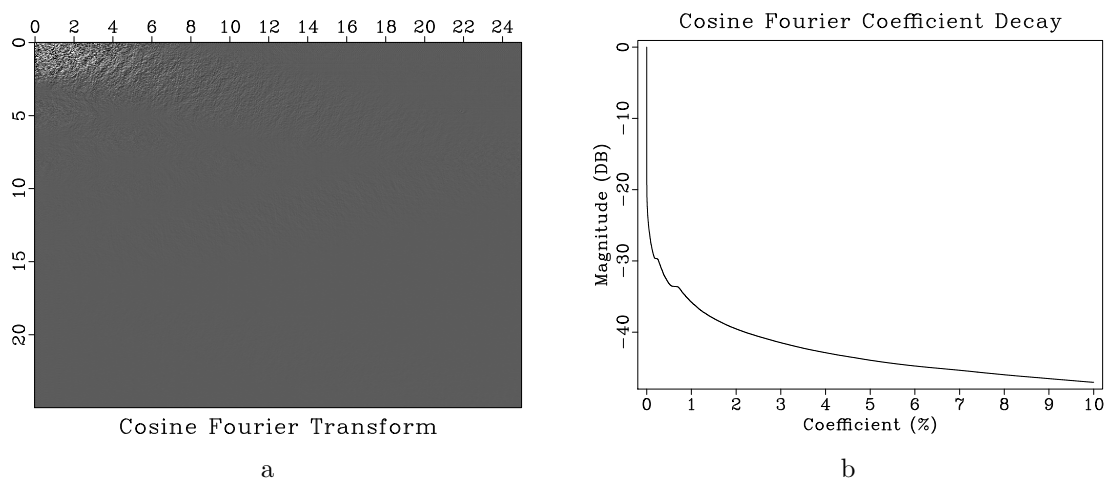 0 2 4 6 8 10 12 14 16 18 20 22 24
0
5
10
15
20
Cosine Fourier Transform
a
Cosine Fourier Coefficient Decay
0
−10
−20
−30
−40
Magnitude (DB)
0 1 2 3 4 5 6 7 8 9 10
Coefficient (%)
b